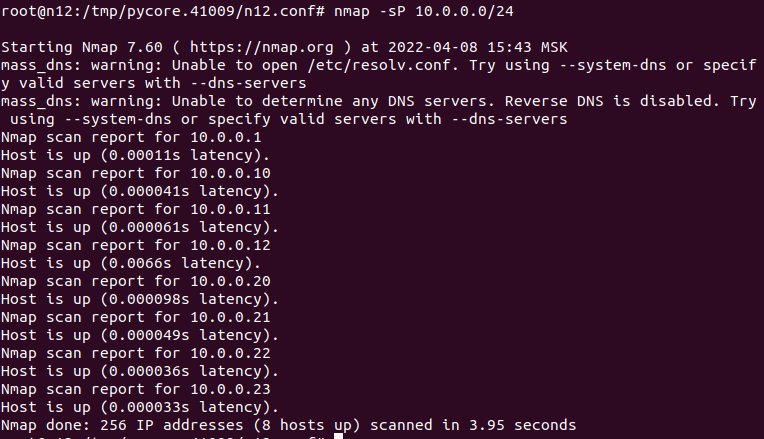 root@n12:/tmp/pycore.41009/n12.conf# nmap -sP 10.0.0.0/24
Starting Nmap 7.60 ( https://nmap.org ) at 2022-04-08 15:43 MSK
mass_dns: warning: Unable to open /etc/resolv.conf. Try using --system-dns or specif
y valid servers with --dns-servers
mass_dns: warning: Unable to determine any DNS servers. Reverse DNS is disabled. Try
 using --system-dns or specify valid servers with --dns-servers
Nmap scan report for 10.0.0.1
Host is up (0.00011s latency).
Nmap scan report for 10.0.0.10
Host is up (0.000041s latency).
Nmap scan report for 10.0.0.11
Host is up (0.000061s latency).
Nmap scan report for 10.0.0.12
Host is up (0.0066s latency).
Nmap scan report for 10.0.0.20
Host is up (0.000098s latency).
Nmap scan report for 10.0.0.21
Host is up (0.000049s latency).
Nmap scan report for 10.0.0.22
Host is up (0.000036s latency).
Nmap scan report for 10.0.0.23
Host is up (0.000033s latency).
Nmap done: 256 IP addresses (8 hosts up) scanned in 3.95 seconds